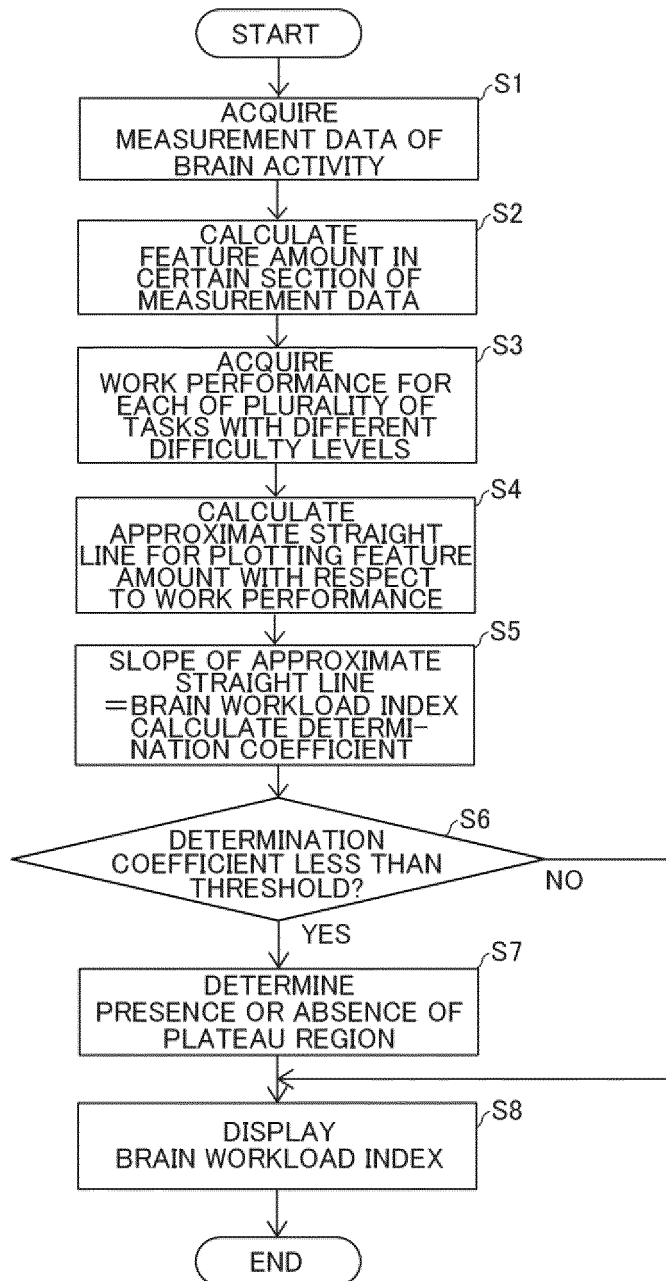 START
S1
ACQUIRE
MEASUREMENT DATA OF
BRAIN ACTIVITY
S2
CALCULATE
FEATURE AMOUNT IN
CERTAIN SECTION OF
MEASUREMENT DATA
S3
ACQUIRE
WORK PERFORMANCE FOR
EACH OF PLURALITY OF
TASKS WITH DIFFERENT
DIFFICULTY LEVELS
S4
CALCULATE
APPROXIMATE STRAIGHT
LINE FOR PLOTTING FEATURE
AMOUNT WITH RESPECT
TO WORK PERFORMANCE
S5
SLOPE OF APPROXIMATE
STRAIGHT LINE
=BRAIN WORKLOAD INDEX
CALCULATE DETERMI-
NATION COEFFICIENT
S6
DETERMINATION
COEFFICIENT LESS THAN
THRESHOLD?
NO
YES
S7
DETERMINE
PRESENCE OR ABSENCE OF
PLATEAU REGION
S8
DISPLAY
BRAIN WORKLOAD INDEX
END